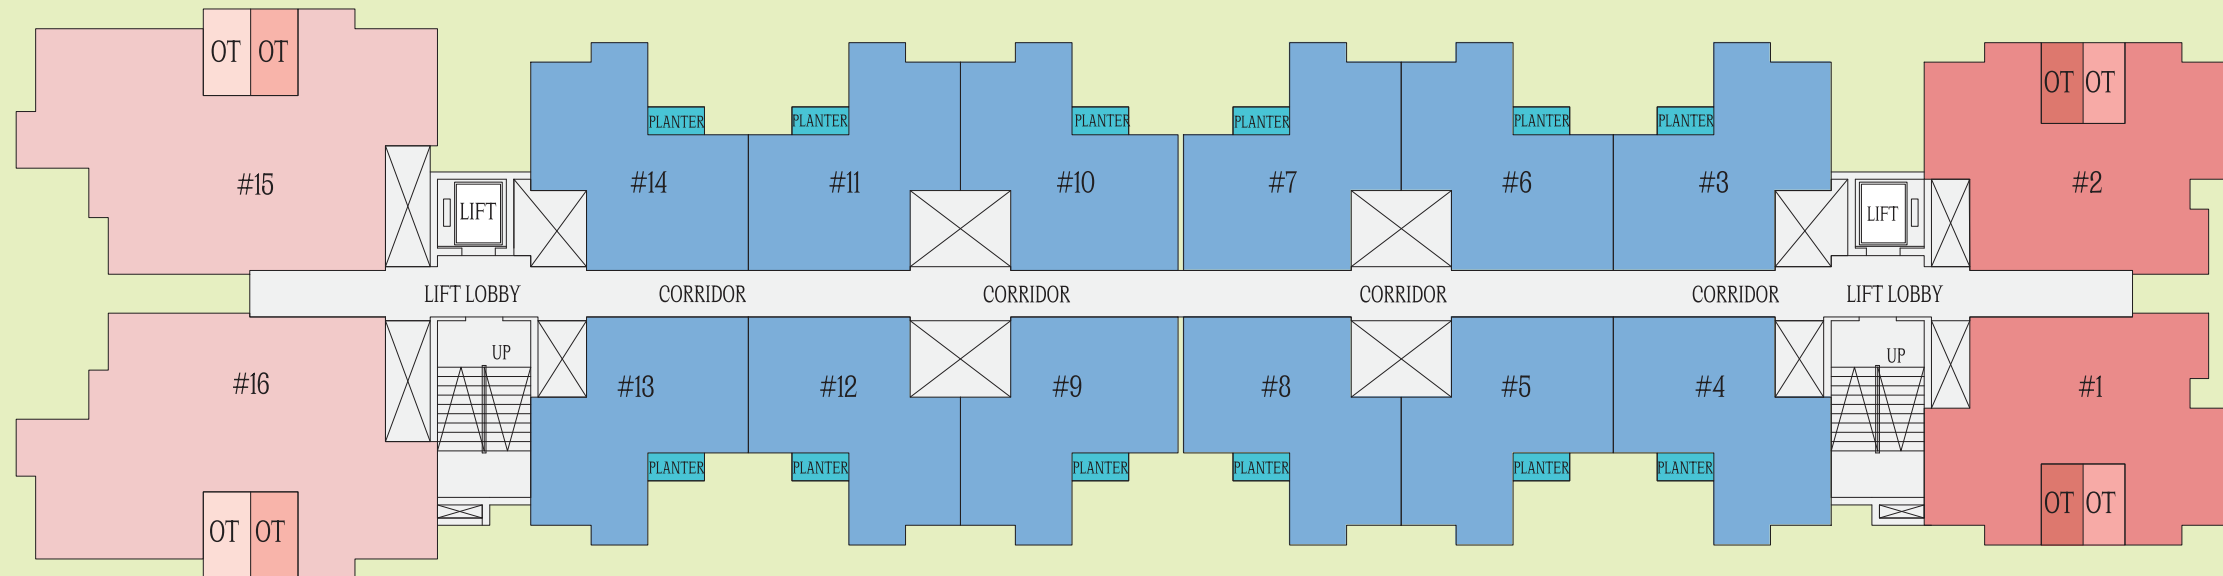 OT OT
OT OT
PLANTER PLANTER PLANTER PLANTER PLANTER PLANTER
#15 #14 #11 #10 #7 #6 #3 #2
LIFT LIFT
LIFT LOBBY CORRIDOR CORRIDOR CORRIDOR CORRIDOR LIFT LOBBY
UP UP
#16 #13 #12 #9 #8 #5 #4 #1
PLANTER PLANTER PLANTER PLANTER PLANTER PLANTER
OT OT
OT OT